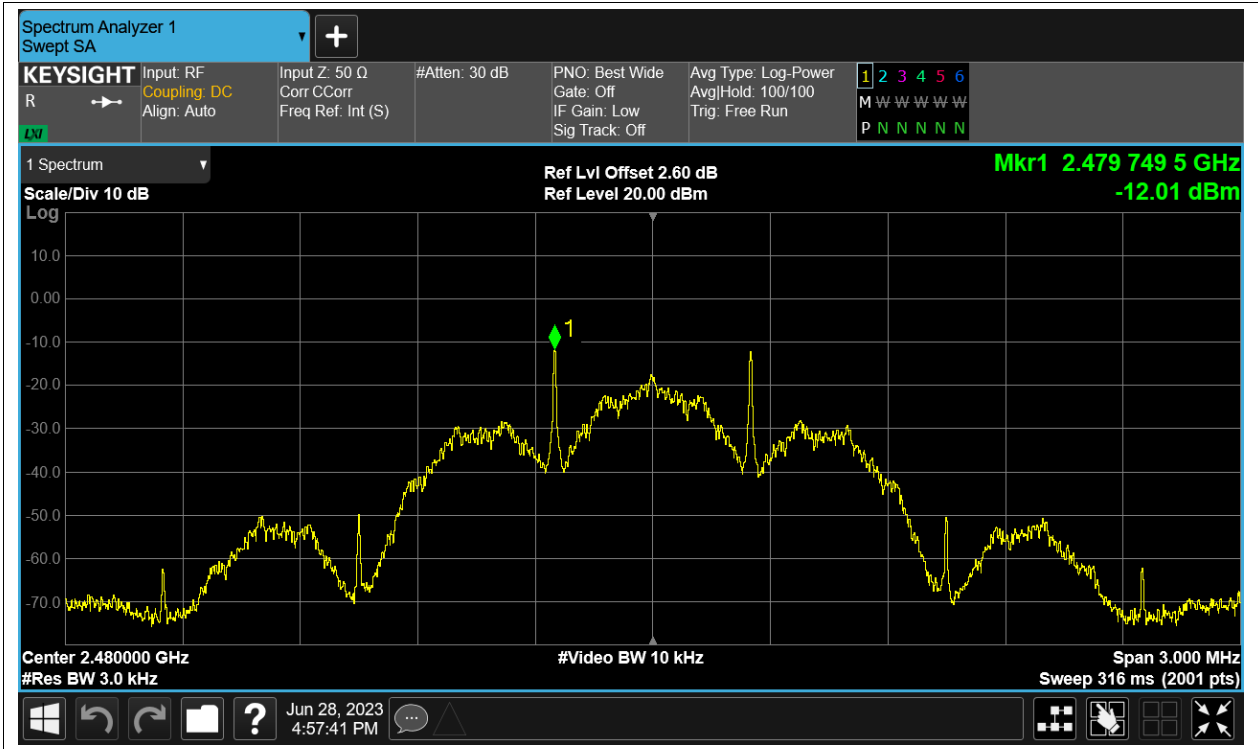 Spectrum Analyzer 1
Swept SA
+
KEYSIGHT Input: RF Input Z: 50 Ω #Atten: 30 dB PNO: Best Wide Avg Type: Log-Power 1 2 3 4 5 6
R Coupling: DC Corr CCorr Gate: Off Avg|Hold: 100/100 M W W W W W
Align: Auto Freq Ref: Int (S) IF Gain: Low Trig: Free Run
LXI Sig Track: Off P N N N N N
1 Spectrum Mkr1 2.479 749 5 GHz
Ref Lvl Offset 2.60 dB
Scale/Div 10 dB Ref Level 20.00 dBm -12.01 dBm
Log
10.0
0.00
1
-10.0
-20.0
-30.0
-40.0
-50.0
-60.0
-70.0
Center 2.480000 GHz #Video BW 10 kHz Span 3.000 MHz
#Res BW 3.0 kHz Sweep 316 ms (2001 pts)
? Jun 28, 2023
4:57:41 PM